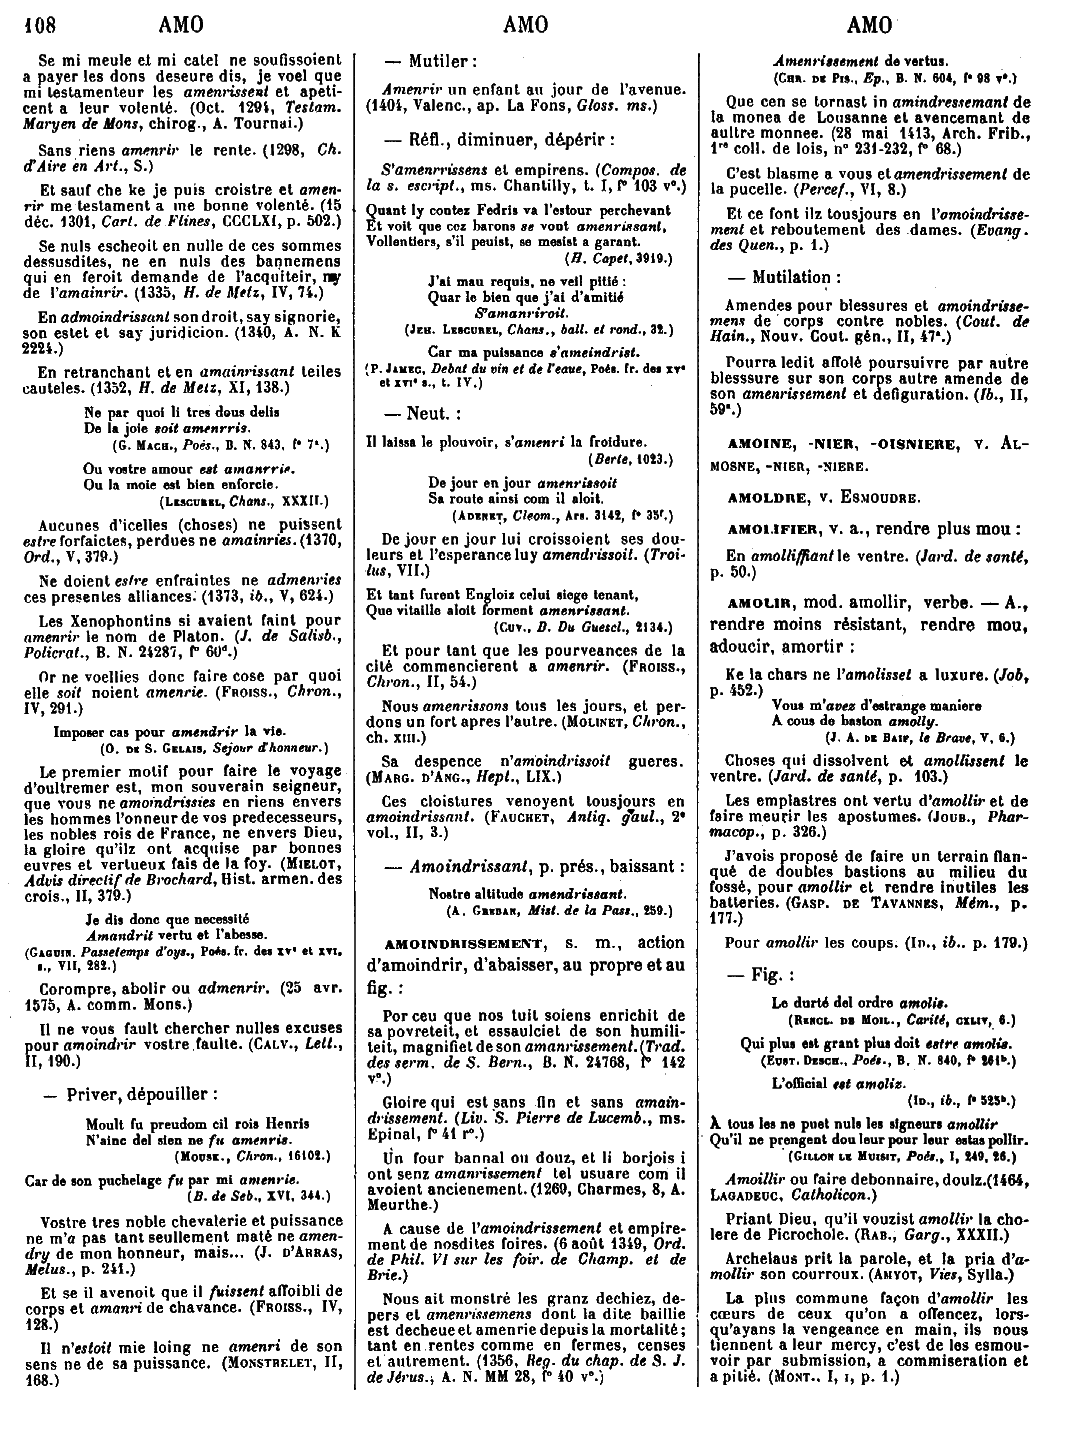 108 AMO AMO AMO
Se mi meule et mi catel ne souffissoient
a payer les dons deseure dis, je voel que
mi testamenteur les amenrissent et apeti-
cent a leur volenté. (Oct. 1294, Testam.
Maryen de Mons, chirog., A. Tournai.)
Sans riens amenrir le rente. (1298, Ch.
d'Aire en Art., S.)
Et sauf che ke je puis croistre et amen-
rir me testament a me bonne volenté. (15
déc. 1301, Cart. de Flines, CCCLXI, p. 502.)
Se nuls escheoit en nulle de ces sommes
dessusdites, ne en nuls des bannemens
qui en feroit demande de l'acquiteir, ny
de l'amainrir. (1335, H. de Metz, IV, 74.)
En admoindrissant son droit, say signorie,
son estet et say juridicion. (1340, A. N. K
2224.)
En retranchant et en amainrissant teiles
cauteles. (1352, H. de Metz, XI, 138.)
Ne par quoi li tres dous delis
De la joie soit amenrris.
(G. MACH., Poés., B. N. 843, f° 7ᵃ.)
Ou vostre amour est amanrrie.
Ou la moie est bien enforcie.
(LESCUREL, Chans., XXXII.)
Aucunes d'icelles (choses) ne puissent
estre forfaictes, perdues ne amainries. (1370,
Ord., V, 379.)
Ne doient estre enfraintes ne admenries
ces presentes alliances. (1373, ib., V, 624.)
Les Xenophontins si avaient faint pour
amenrir le nom de Platon. (J. de Salisb.,
Policrat., B. N. 24287, f° 60ᵈ.)
Or ne voellies donc faire cose par quoi
elle soit noient amenrie. (FROISS., Chron.,
IV, 291.)
Imposer cas pour amendrir la vie.
(O. DE S. GELAIS, Sejour d'honneur.)
Le premier motif pour faire le voyage
d'oultremer est, mon souverain seigneur,
que vous ne amoindrissies en riens envers
les hommes l'onneur de vos predecesseurs,
les nobles rois de France, ne envers Dieu,
la gloire qu'ilz ont acquise par bonnes
euvres et vertueux fais de la foy. (MIELOT,
Advis directif de Brochard, Hist. armen. des
crois., II, 379.)
Je dis donc que necessité
Amandrit vertu et l'abesse.
(GAGUIN. Passetemps d'oys., Poés. fr. des XVᵉ et XVI.
s., VII, 282.)
Corompre, abolir ou admenrir. (25 avr.
1575, A. comm. Mons.)
Il ne vous fault chercher nulles excuses
pour amoindrir vostre faulte. (CALV., Lett.,
II, 190.)
— Priver, dépouiller :
Moult fu preudom cil rois Henris
N'ainc del sien ne fu amenris.
(MOUSK., Chron., 16102.)
Car de son puchelage fu par mi amenrie.
(B. de Seb., XVI, 344.)
Vostre tres noble chevalerie et puissance
ne m'a pas tant seullement maté ne amen-
dry de mon honneur, mais... (J. D'ARRAS,
Melus., p. 241.)
Et se il avenoit que il fuissent affoibli de
corps et amanri de chavance. (FROISS., IV,
128.)
Il n'estoit mie loing ne amenri de son
sens ne de sa puissance. (MONSTRELET, II,
168.)
— Mutiler :
Amenrir un enfant au jour de l'avenue.
(1404, Valenc., ap. La Fons, Gloss. ms.)
— Réfl., diminuer, dépérir :
S'amenrrissens et empirens. (Compos. de
la s. escript., ms. Chantilly, t. I, f° 103 v°.)
Quant ly contez Fedris va l'estour perchevant
Et voit que cez barons se vont amenrissant,
Vollentiers, s'il peuist, se mesist a garant.
(H. Capet, 3919.)
J'ai mau requis, ne veil pitié :
Quar le bien que j'ai d'amitié
S'amanriroit.
(JEH. LESCUREL, Chans., ball. et rond., 32.)
Car ma puissance s'ameindrist.
(P. JAMEC, Debat du vin et de l'eaue, Poés. fr. des XVᵉ
et XVIᵉ s., t. IV.)
— Neut. :
Il laissa le plouvoir, s'amenri la froidure.
(Berte, 1023.)
De jour en jour amenrissoit
Sa route ainsi com il aloit.
(ADENET, Cleom., Ars. 3142, f° 35ᶠ.)
De jour en jour lui croissoient ses dou-
leurs et l'esperance luy amendrissoit. (Troi-
lus, VII.)
Et tant furent Engloiz celui siege tenant,
Que vitaille aloit forment amenrissant.
(CUV., B. Du Guescl., 2134.)
Et pour tant que les pourveances de la
cité commencierent a amenrir. (FROISS.,
Chron., II, 54.)
Nous amenrissons tous les jours, et per-
dons un fort apres l'autre. (MOLINET, Chron.,
ch. XIII.)
Sa despence n'amoindrissoit gueres.
(MARG. D'ANG., Hept., LIX.)
Ces cloistures venoyent tousjours en
amoindrissant. (FAUCHET, Antiq. gaul., 2ᵉ
vol., II, 3.)
— Amoindrissant, p. prés., baissant :
Nostre altitude amendrissant.
(A. GREBAN, Mist. de la Pass., 259.)
AMOINDRISSEMENT, s. m., action
d'amoindrir, d'abaisser, au propre et au
fig. :
Por ceu que nos tuit soiens enrichit de
sa povreteit, et essaulciet de son humili-
teit, magnifiet de son amanrissement. (Trad.
des serm. de S. Bern., B. N. 24768, f° 142
v°.)
Gloire qui est sans fin et sans amain-
drissement. (Liv. S. Pierre de Lucemb., ms.
Epinal, f° 41 r°.)
Un four bannal ou douz, et li borjois i
ont senz amanrissement tel usuare com il
avoient ancienement. (1269, Charmes, 8, A.
Meurthe.)
A cause de l'amoindrissement et empire-
ment de nosdites foires. (6 août 1349, Ord.
de Phil. VI sur les foir. de Champ. et de
Brie.)
Nous ait monstré les granz dechiez, de-
pers et amenrissemens dont la dite baillie
est decheue et amenrie depuis la mortalité ;
tant en rentes comme en fermes, censes
et autrement. (1356, Reg. du chap. de S. J.
de Jérus., A. N. MM 28, f° 40 v°.)
Amenrissement de vertus.
(CHR. DE PIS., Ep., B. N. 604, f° 98 v°.)
Que cen se tornast in amindressemant de
la monea de Lousanne et avencemant de
aultre monnee. (28 mai 1413, Arch. Frib.,
1ʳᵉ coll. de lois, n° 231-232, f° 68.)
C'est blasme a vous et amendrissement de
la pucelle. (Percef., VI, 8.)
Et ce font ilz tousjours en l'amoindrisse-
ment et reboutement des dames. (Evang.
des Quen., p. 1.)
— Mutilation :
Amendes pour blessures et amoindrisse-
mens de corps contre nobles. (Cout. de
Hain., Nouv. Cout. gén., II, 47ᵃ.)
Pourra ledit affolé poursuivre par autre
blesssure sur son corps autre amende de
son amenrissement et defiguration. (Ib., II,
59ᵃ.)
AMOINE, -NIER, -OISNIERE, v. AL-
MOSNE, -NIER, -NIERE.
AMOLDRE, v. ESMOUDRE.
AMOLIFIER, v. a., rendre plus mou :
En amolliffiant le ventre. (Jard. de santé,
p. 50.)
AMOLIR, mod. amollir, verbe. — A.,
rendre moins résistant, rendre mou,
adoucir, amortir :
Ke la chars ne l'amolisset a luxure. (Job,
p. 452.)
Vous m'avez d'estrange maniere
A cous de baston amolly.
(J. A. DE BAIF, le Brave, V, 6.)
Choses qui dissolvent et amollissent le
ventre. (Jard. de santé, p. 103.)
Les emplastres ont vertu d'amollir et de
faire meurir les apostumes. (JOUB., Phar-
macop., p. 326.)
J'avois proposé de faire un terrain flan-
qué de doubles bastions au milieu du
fossé, pour amollir et rendre inutiles les
batteries. (GASP. DE TAVANNES, Mém., p.
177.)
Pour amollir les coups. (ID., ib., p. 179.)
— Fig. :
Le durté del ordre amolis.
(RENCL. DE MOIL., Carité, CXLIV, 6.)
Qui plus est grant plus doit estre amolis.
(EUST. DESCH., Poés., B. N. 840, f° 261ᵇ.)
L'official est amoliz.
(ID., ib., f° 525ᵇ.)
A tous les ne puet nuls les signeurs amollir
Qu'il ne prengent douleur pour leur estas pollir.
(GILLON LE MUISIT, Poés., I, 249, 26.)
Amoillir ou faire debonnaire, doulz. (1464,
LAGADEUC, Catholicon.)
Priant Dieu, qu'il vouzist amollir la cho-
lere de Picrochole. (RAB., Garg., XXXII.)
Archelaus prit la parole, et la pria d'a-
mollir son courroux. (AMYOT, Vies, Sylla.)
La plus commune façon d'amollir les
cœurs de ceux qu'on a offencez, lors-
qu'ayans la vengeance en main, ils nous
tiennent a leur mercy, c'est de les esmou-
voir par submission, a commiseration et
a pitié. (MONT., I, I, p. 1.)